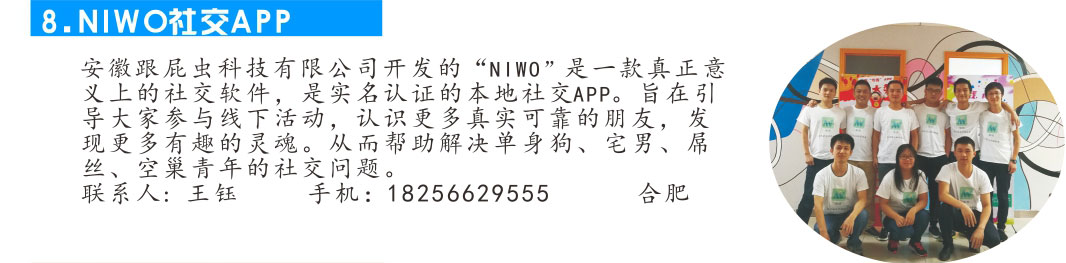 8.NIWO社交APP
安徽跟屁虫科技有限公司开发的“NIWO”是一款真正意
义上的社交软件，是实名认证的本地社交APP。旨在引
导大家参与线下活动，认识更多真实可靠的朋友，发
现更多有趣的灵魂。从而帮助解决单身狗、宅男、屌
丝、空巢青年的社交问题。
联系人：王钰 手机：18256629555 合肥